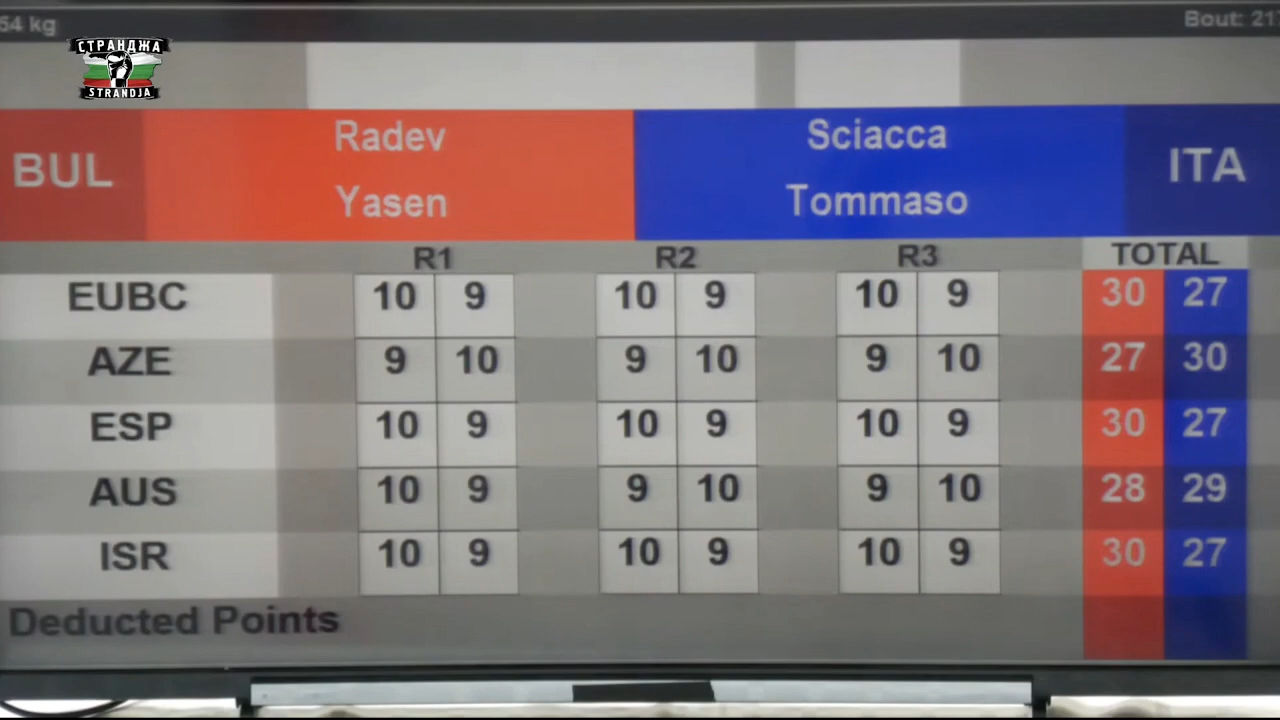 54 kg Bout: 217
СТРАНДЖА
STRANDJA
BUL Radev Sciacca ITA
Yasen Tommaso
R1 R2 R3 TOTAL
EUBC 10 9 10 9 10 9 30 27
AZE 9 10 9 10 9 10 27 30
ESP 10 9 10 9 10 9 30 27
AUS 10 9 9 10 9 10 28 29
ISR 10 9 10 9 10 9 30 27
Deducted Points